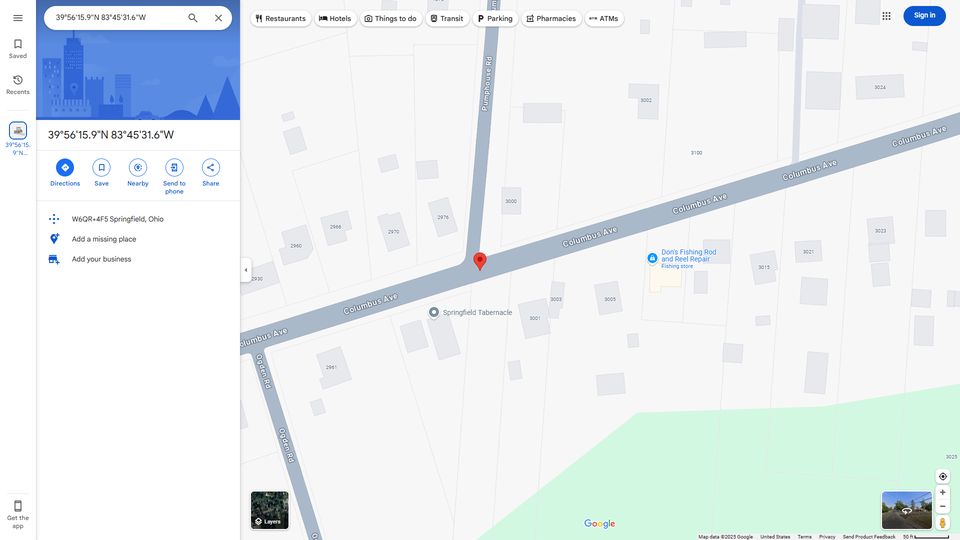 39°56'15.9"N 83°45'31.6"W
Restaurants
Hotels
Things to do
Transit
Parking
Pharmacies
ATMs
Sign in
Saved
Recents
39°56'15.
9"N...
39°56'15.9"N 83°45'31.6"W
Directions
Save
Nearby
Send to
phone
Share
W6QR+4F5 Springfield, Ohio
Add a missing place
Add your business
Get the
app
Pumphouse Rd
3002
3024
3100
Columbus Ave
Columbus Ave
Columbus Ave
Columbus Ave
3000
2976
2970
2966
2960
2930
3023
3021
3015
Don's Fishing Rod
and Reel Repair
Fishing store
3005
3003
3001
Springfield Tabernacle
Columbus Ave
olumbus Ave
2961
Ogden Rd
Ogden Rd
3025
Layers
Google
Map data ©2025 Google
United States
Terms
Privacy
Send Product Feedback
50 ft